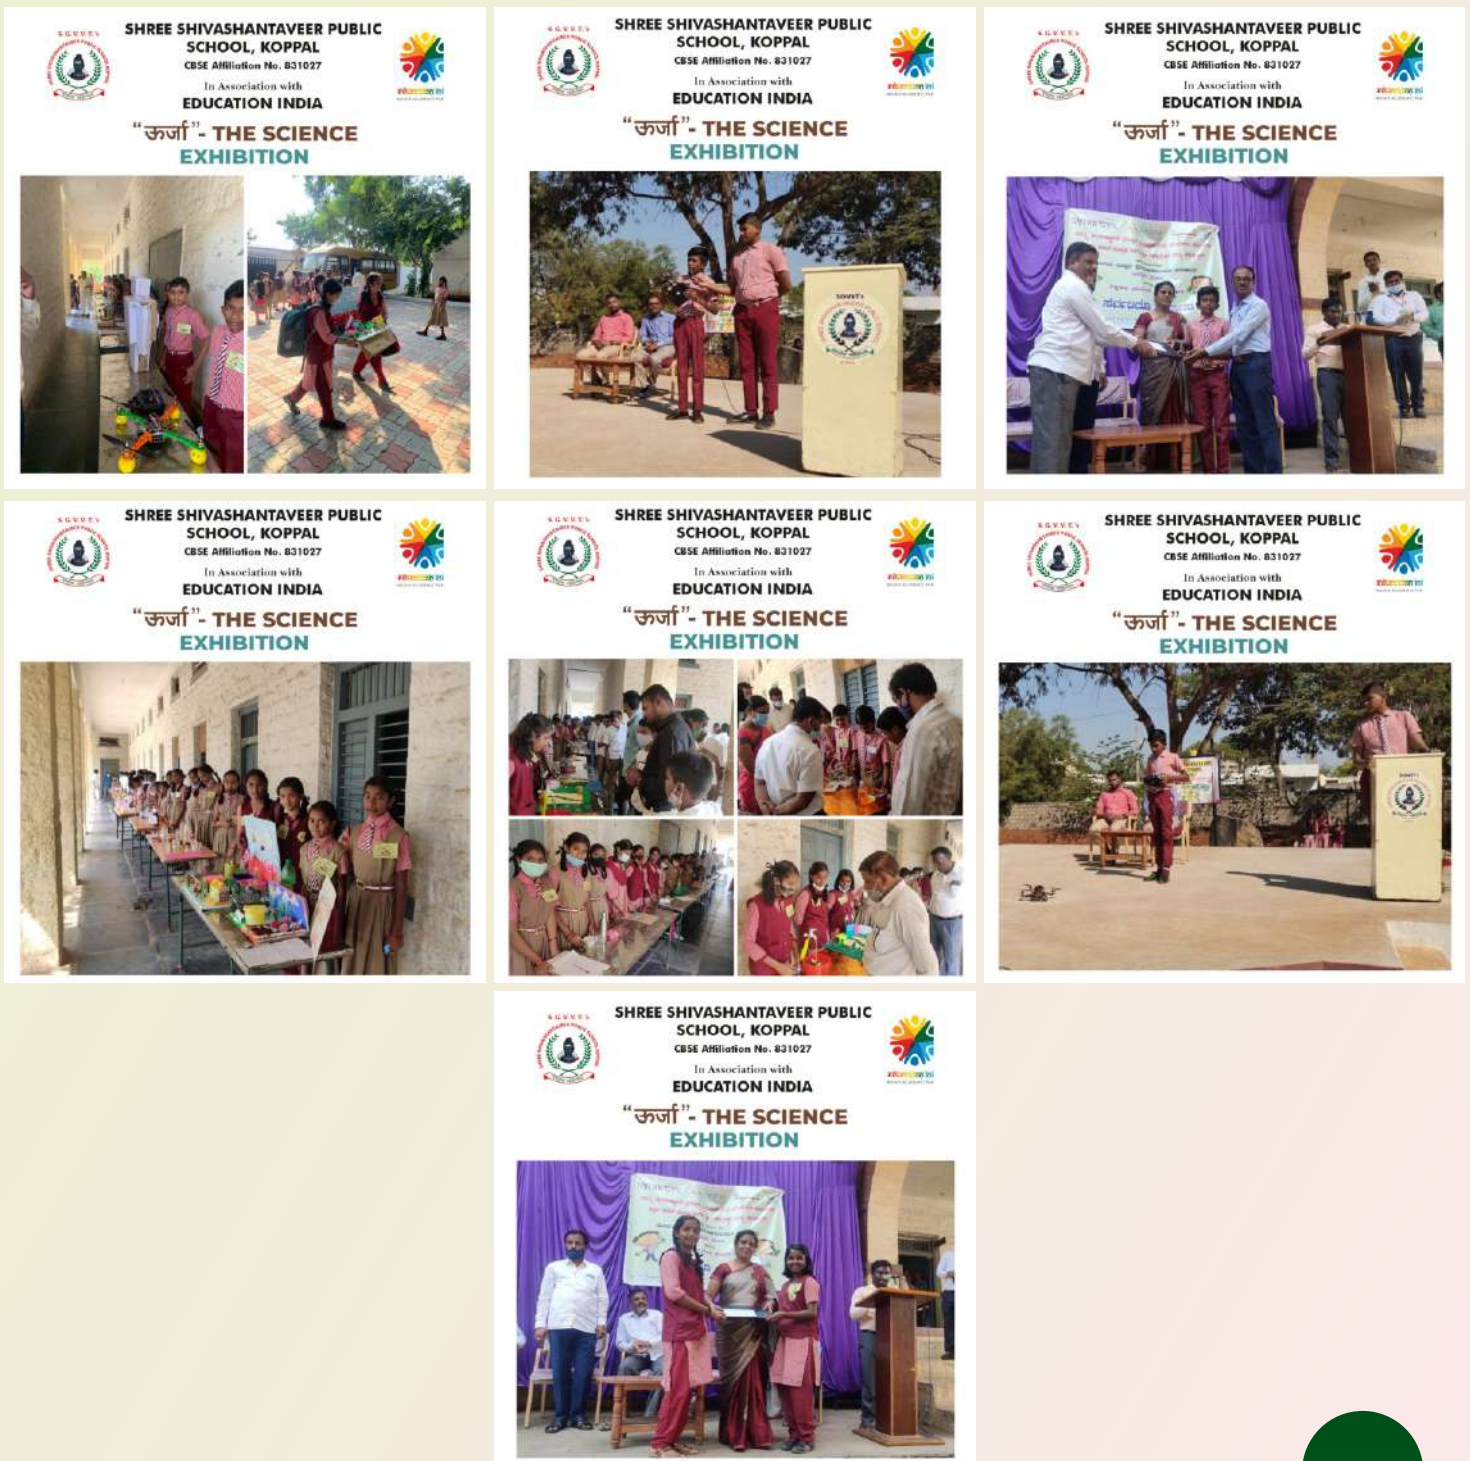 S.G.V.V.T's
SHREE SHIVASHANTAVEER PUBLIC
SCHOOL, KOPPAL
CBSE Affiliation No. 831027
In Association with
EDUCATION INDIA
“ऊर्जा”- THE SCIENCE
EXHIBITION
S.G.V.V.T's
SHREE SHIVASHANTAVEER PUBLIC
SCHOOL, KOPPAL
CBSE Affiliation No. 831027
In Association with
EDUCATION INDIA
“ऊर्जा”- THE SCIENCE
EXHIBITION
S.G.V.V.T's
SHREE SHIVASHANTAVEER PUBLIC
SCHOOL, KOPPAL
CBSE Affiliation No. 831027
In Association with
EDUCATION INDIA
“ऊर्जा”- THE SCIENCE
EXHIBITION
S.G.V.V.T's
SHREE SHIVASHANTAVEER PUBLIC
SCHOOL, KOPPAL
CBSE Affiliation No. 831027
In Association with
EDUCATION INDIA
“ऊर्जा”- THE SCIENCE
EXHIBITION
S.G.V.V.T's
SHREE SHIVASHANTAVEER PUBLIC
SCHOOL, KOPPAL
CBSE Affiliation No. 831027
In Association with
EDUCATION INDIA
“ऊर्जा”- THE SCIENCE
EXHIBITION
S.G.V.V.T's
SHREE SHIVASHANTAVEER PUBLIC
SCHOOL, KOPPAL
CBSE Affiliation No. 831027
In Association with
EDUCATION INDIA
“ऊर्जा”- THE SCIENCE
EXHIBITION
S.G.V.V.T's
SHREE SHIVASHANTAVEER PUBLIC
SCHOOL, KOPPAL
CBSE Affiliation No. 831027
In Association with
EDUCATION INDIA
“ऊर्जा”- THE SCIENCE
EXHIBITION